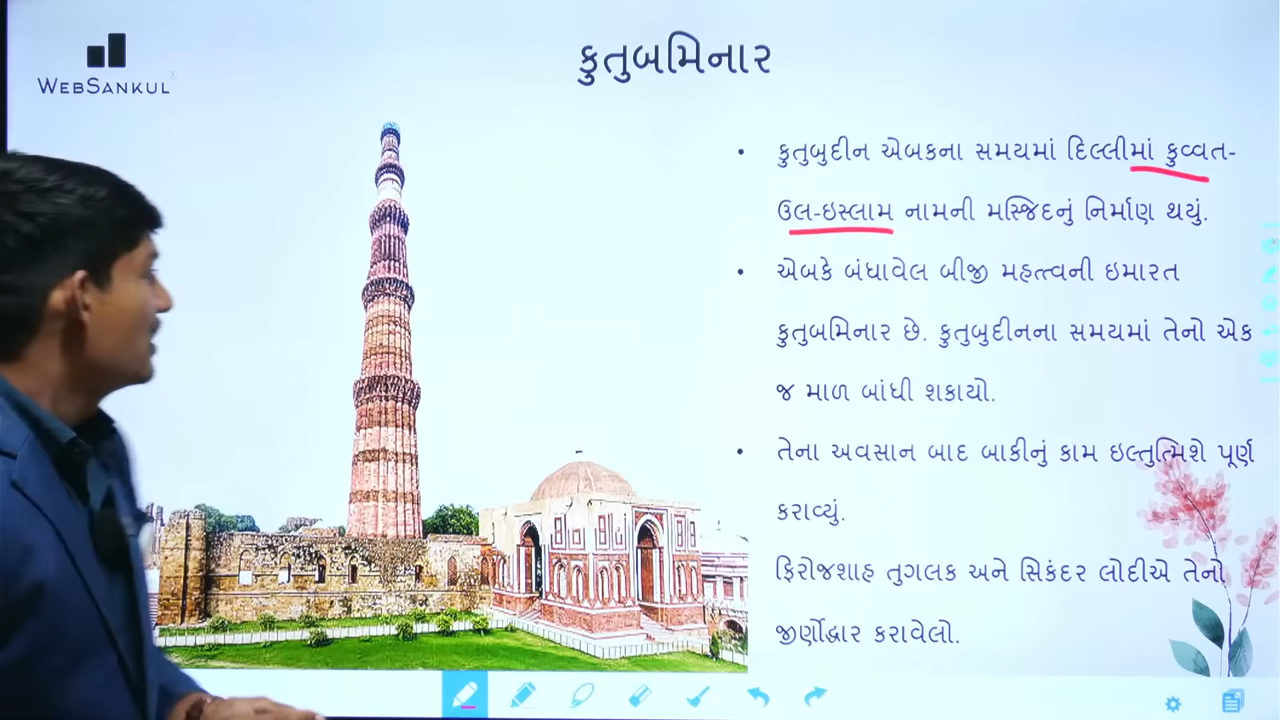 WEBSANKUL
કુતુબમિનાર
• કુતુબુદીન એબકના સમયમાં દિલ્લીમાં કુવ્વત-
ઉલ-ઇસ્લામ નામની મસ્જિદનું નિર્માણ થયું.
• એબકે બંધાવેલ બીજી મહત્ત્વની ઇમારત
કુતુબમિનાર છે. કુતુબુદીનના સમયમાં તેનો એક
જ માળ બાંધી શકાયો.
• તેના અવસાન બાદ બાકીનું કામ ઇલ્તુત્મિશે પૂર્ણ
કરાવ્યું.
ફિરોજશાહ તુગલક અને સિકંદર લોદીએ તેનો
જીર્ણોદ્ધાર કરાવેલો.